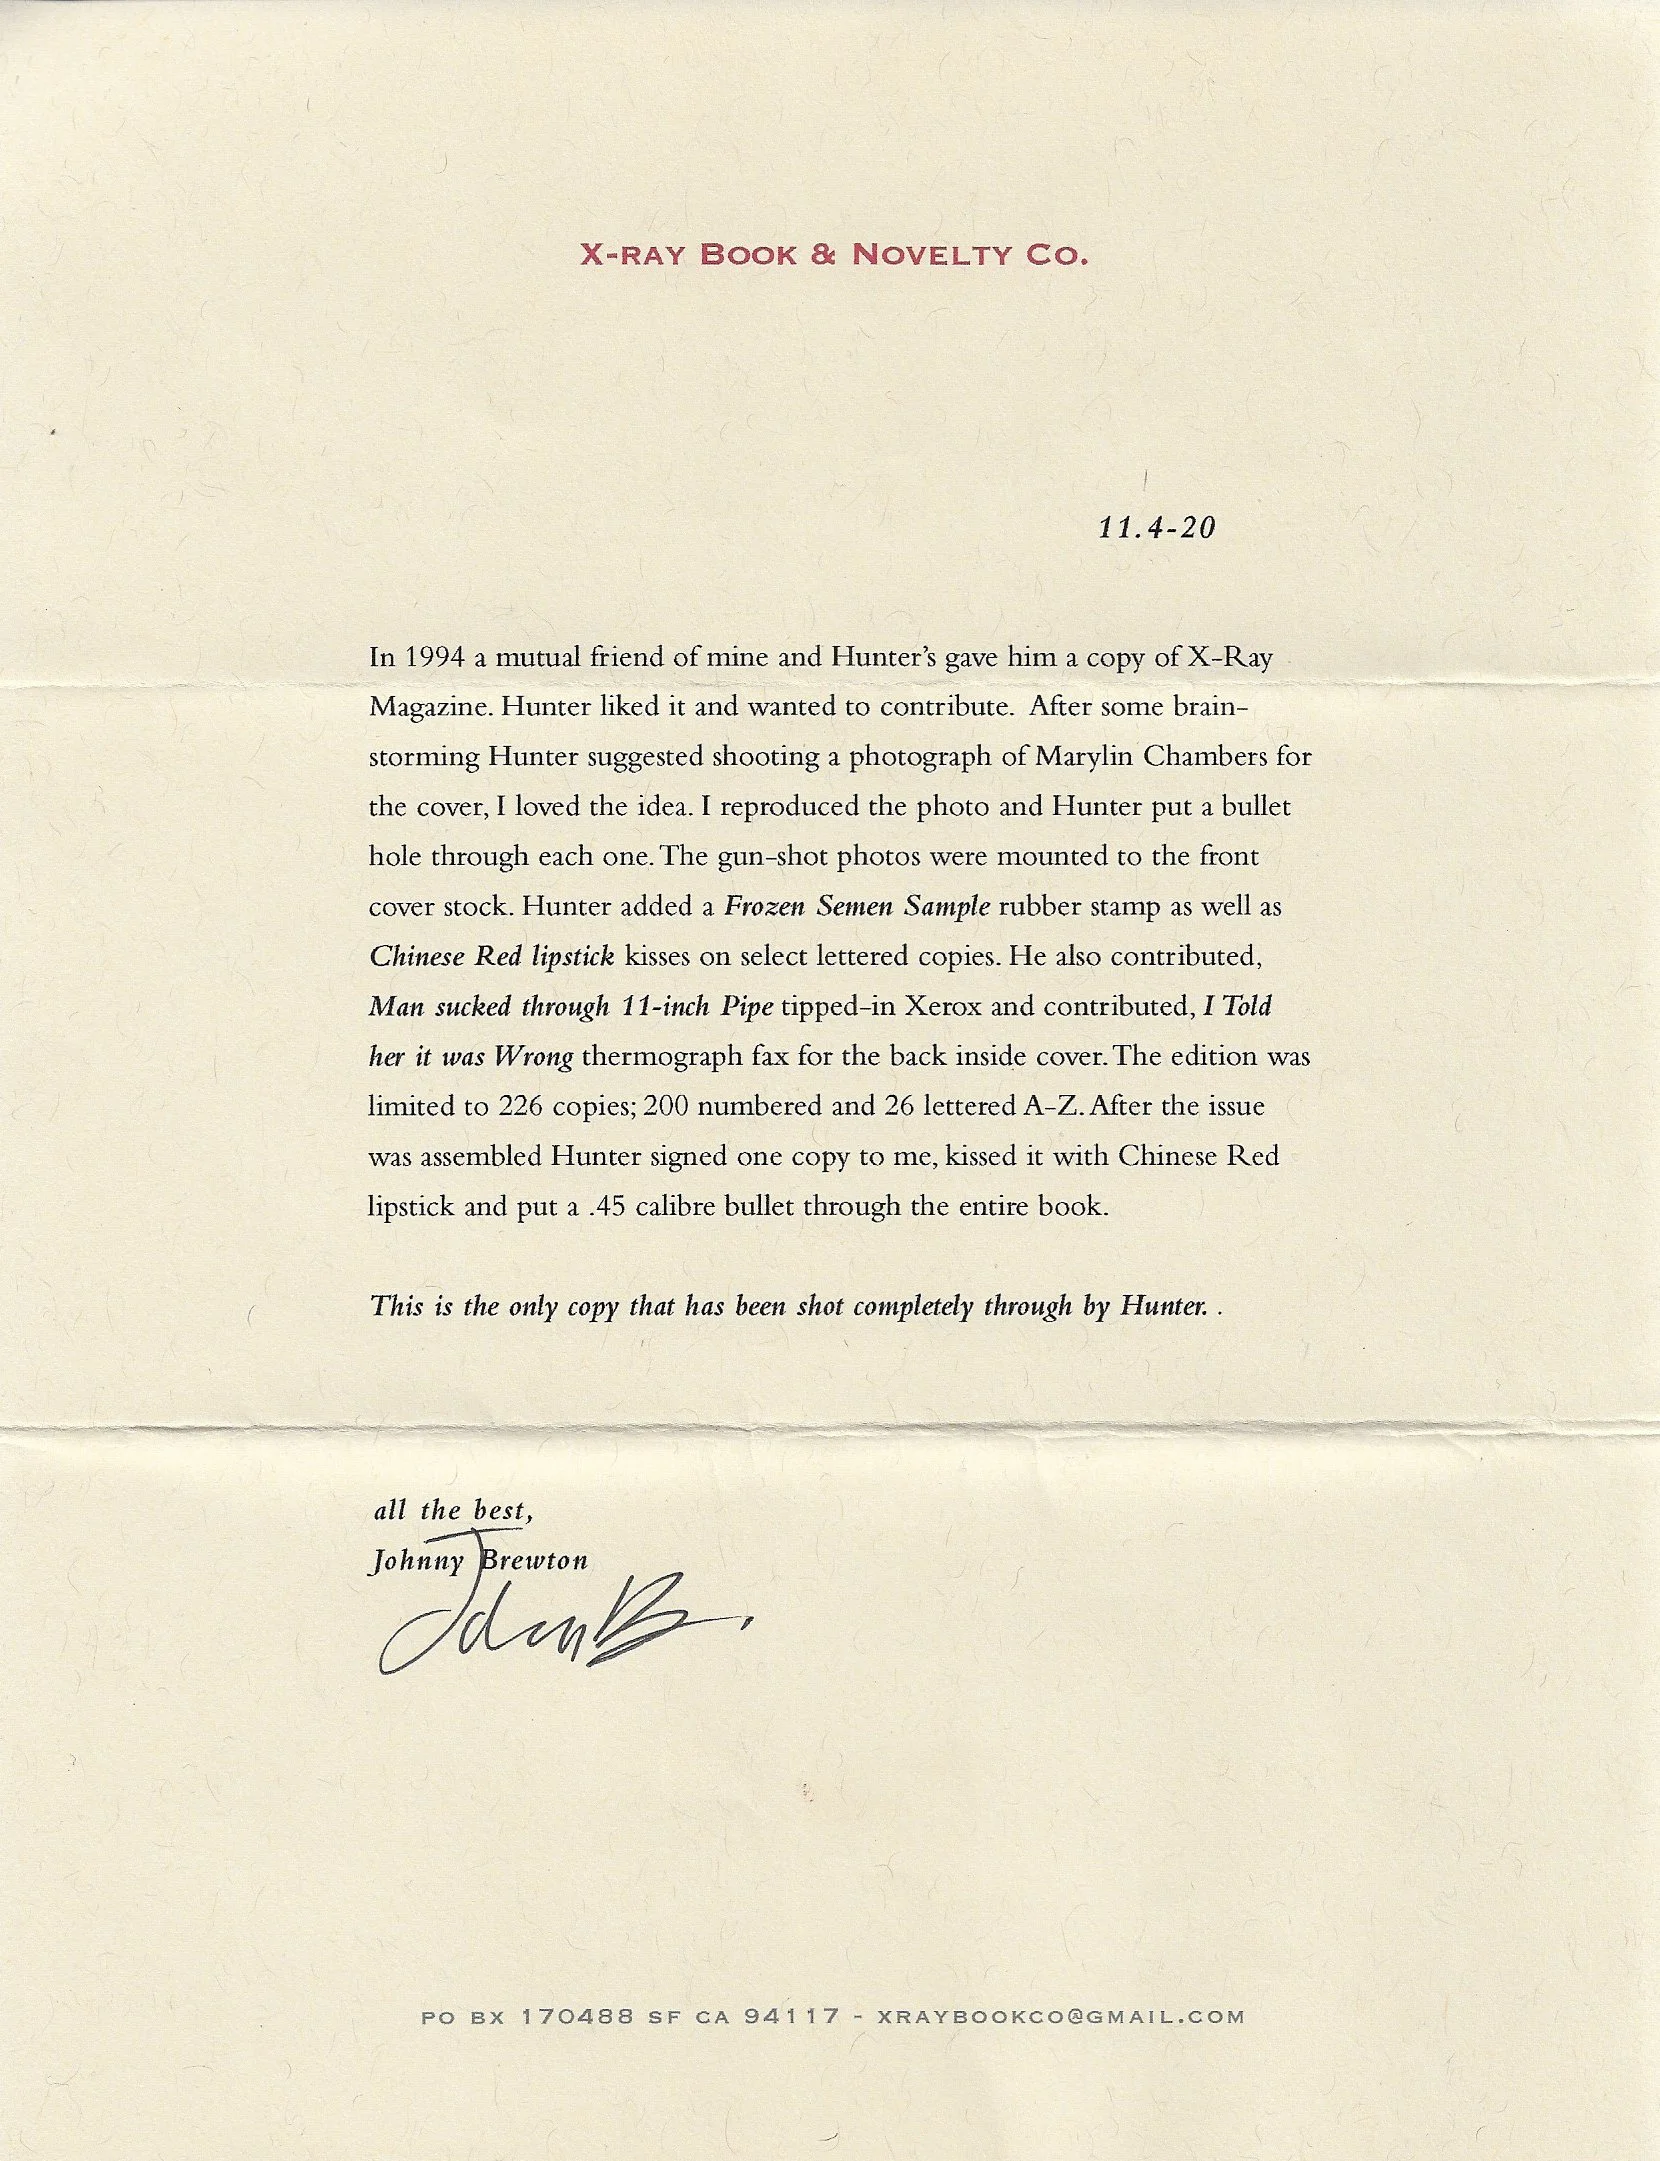 X-RAY BOOK & NOVELTY CO.
11.4-20
In 1994 a mutual friend of mine and Hunter's gave him a copy of X-Ray
Magazine. Hunter liked it and wanted to contribute. After some brain-
storming Hunter suggested shooting a photograph of Marylin Chambers for
the cover, I loved the idea. I reproduced the photo and Hunter put a bullet
hole through each one. The gun-shot photos were mounted to the front
cover stock. Hunter added a Frozen Semen Sample rubber stamp as well as
Chinese Red lipstick kisses on select lettered copies. He also contributed,
Man sucked through 11-inch Pipe tipped-in Xerox and contributed, I Told
her it was Wrong thermograph fax for the back inside cover. The edition was
limited to 226 copies; 200 numbered and 26 lettered A-Z. After the issue
was assembled Hunter signed one copy to me, kissed it with Chinese Red
lipstick and put a .45 calibre bullet through the entire book.
This is the only copy that has been shot completely through by Hunter. .
all the best,
Johnny Brewton
PO BX 170488 SF CA 94117 - XRAYBOOKCO@GMAIL.COM